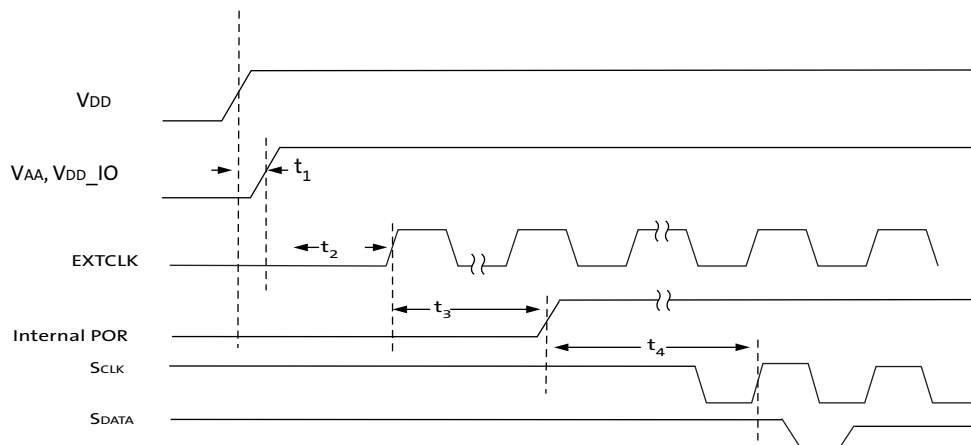 VDD
VAA, VDD_IO
t1
t2
EXTCLK
t3
Internal POR
t4
SCLK
SDATA